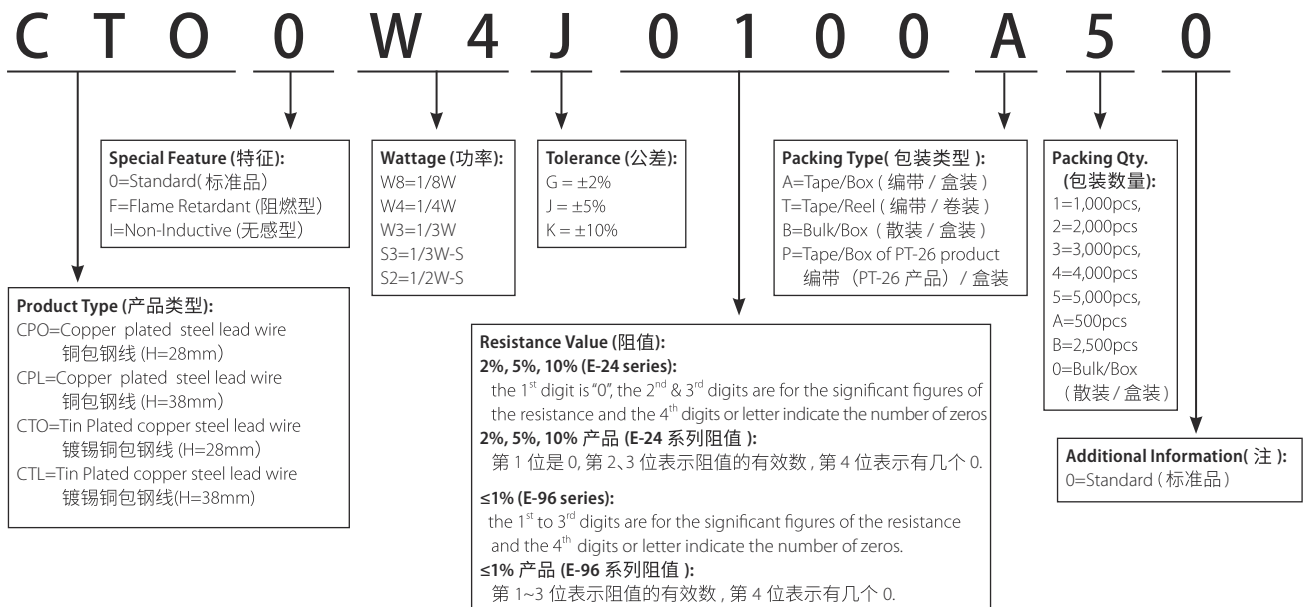 CTO0W4J0100A50
Special Feature (特征):
0=Standard( 标准品)
F=Flame Retardant (阻燃型)
I=Non-Inductive (无感型)
Wattage (功率):
W8=1/8W
W4=1/4W
W3=1/3W
S3=1/3W-S
S2=1/2W-S
Tolerance (公差):
G = ±2%
J = ±5%
K = ±10%
Packing Type( 包装类型 ):
A=Tape/Box ( 编带 / 盒装 )
T=Tape/Reel ( 编带 / 卷装 )
B=Bulk/Box ( 散装 / 盒装 )
P=Tape/Box of PT-26 product
编带 (PT-26 产品) / 盒装
Packing Qty.
(包装数量):
1=1,000pcs,
2=2,000pcs
3=3,000pcs,
4=4,000pcs
5=5,000pcs,
A=500pcs
B=2,500pcs
0=Bulk/Box
( 散装 / 盒装 )
Product Type (产品类型):
CPO=Copper plated steel lead wire
铜包钢线 (H=28mm)
CPL=Copper plated steel lead wire
铜包钢线 (H=38mm)
CTO=Tin Plated copper steel lead wire
镀锡铜包钢线 (H=28mm)
CTL=Tin Plated copper steel lead wire
镀锡铜包钢线(H=38mm)
Resistance Value (阻值):
2%, 5%, 10% (E-24 series):
the 1st digit is “0”, the 2nd & 3rd digits are for the significant figures of
the resistance and the 4th digits or letter indicate the number of zeros
2%, 5%, 10% 产品 (E-24 系列阻值 ):
第 1 位是 0, 第 2、3 位表示阻值的有效数 , 第 4 位表示有几个 0.
≤1% (E-96 series):
the 1st to 3rd digits are for the significant figures of the resistance
and the 4th digits or letter indicate the number of zeros.
≤1% 产品 (E-96 系列阻值 ):
第 1~3 位表示阻值的有效数 , 第 4 位表示有几个 0.
Additional Information( 注 ):
0=Standard ( 标准品 )